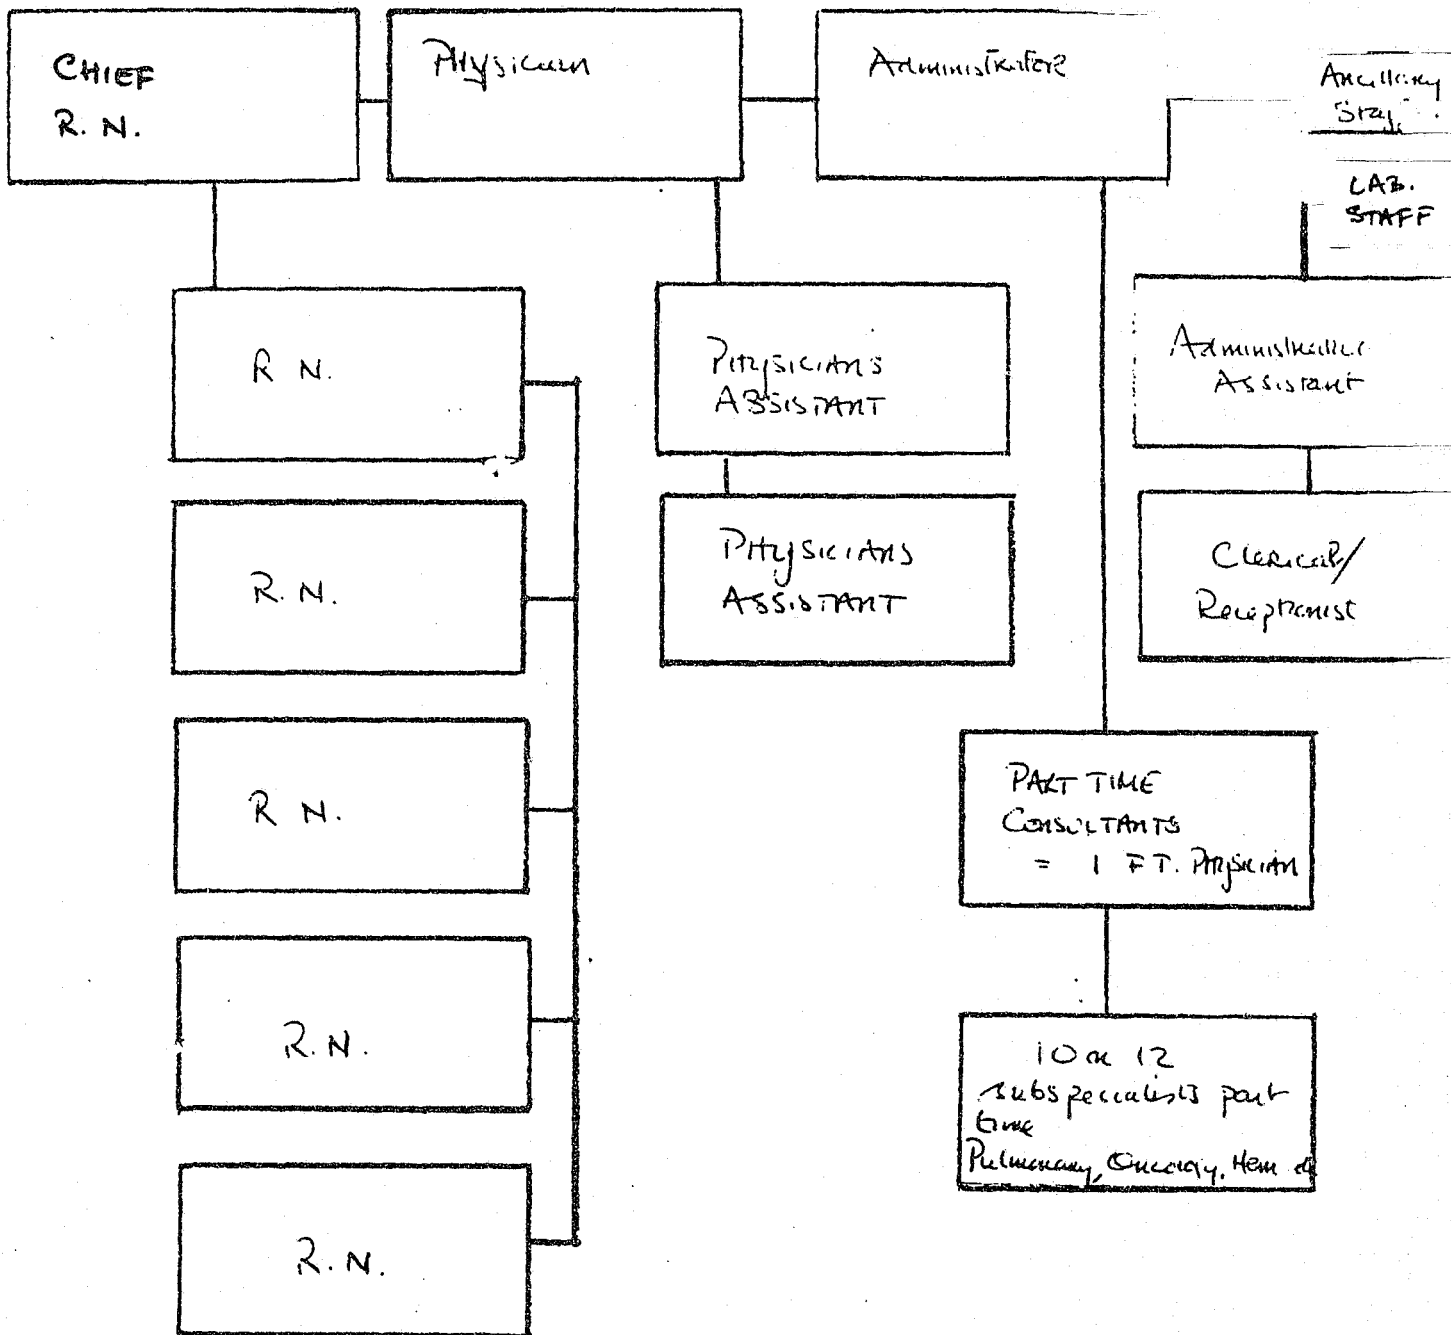 CHIEF
R. N.
Physician
Administrator
Ancillary
Staff
LAB.
STAFF
R N.
PHYSICIANS
ASSISTANT
Administrative
Assistant
R. N.
PHYSICIANS
ASSISTANT
Clerical/
Receptionist
R N.
PART TIME
CONSULTANTS
= 1 FT. PHYSICIAN
R. N.
10 or 12
subspecialists part
time
Pulmonary, Oncology, Hem
R. N.